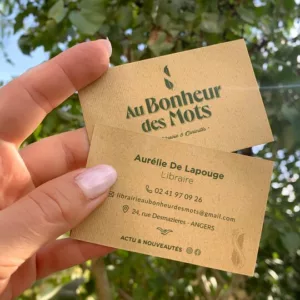 Au Bonheur
des Mots
Aurélie De Lapouge
Libraire
02 41 97 09 26
librairieaubonheurdesmots@gmail.com
24, rue Desmazières - ANGERS
ACTU & NOUVEAUTÉS